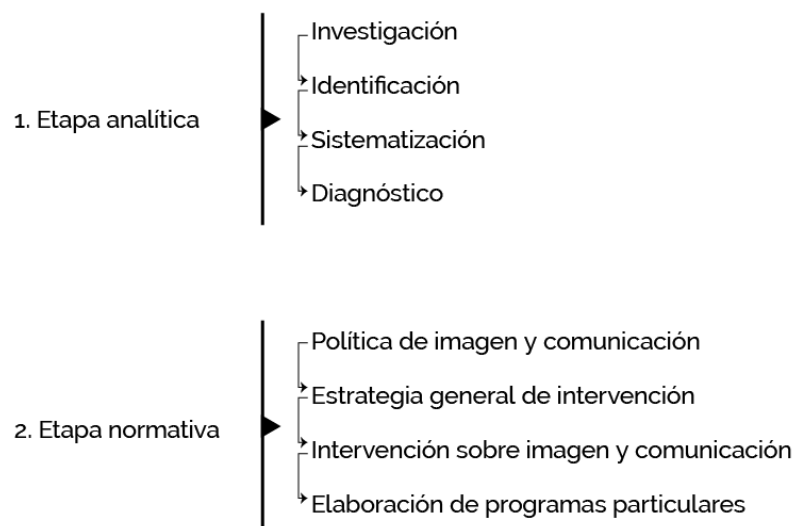 1. Etapa analítica
Investigación
Identificación
Sistematización
Diagnóstico
2. Etapa normativa
Política de imagen y comunicación
Estrategia general de intervención
Intervención sobre imagen y comunicación
Elaboración de programas particulares